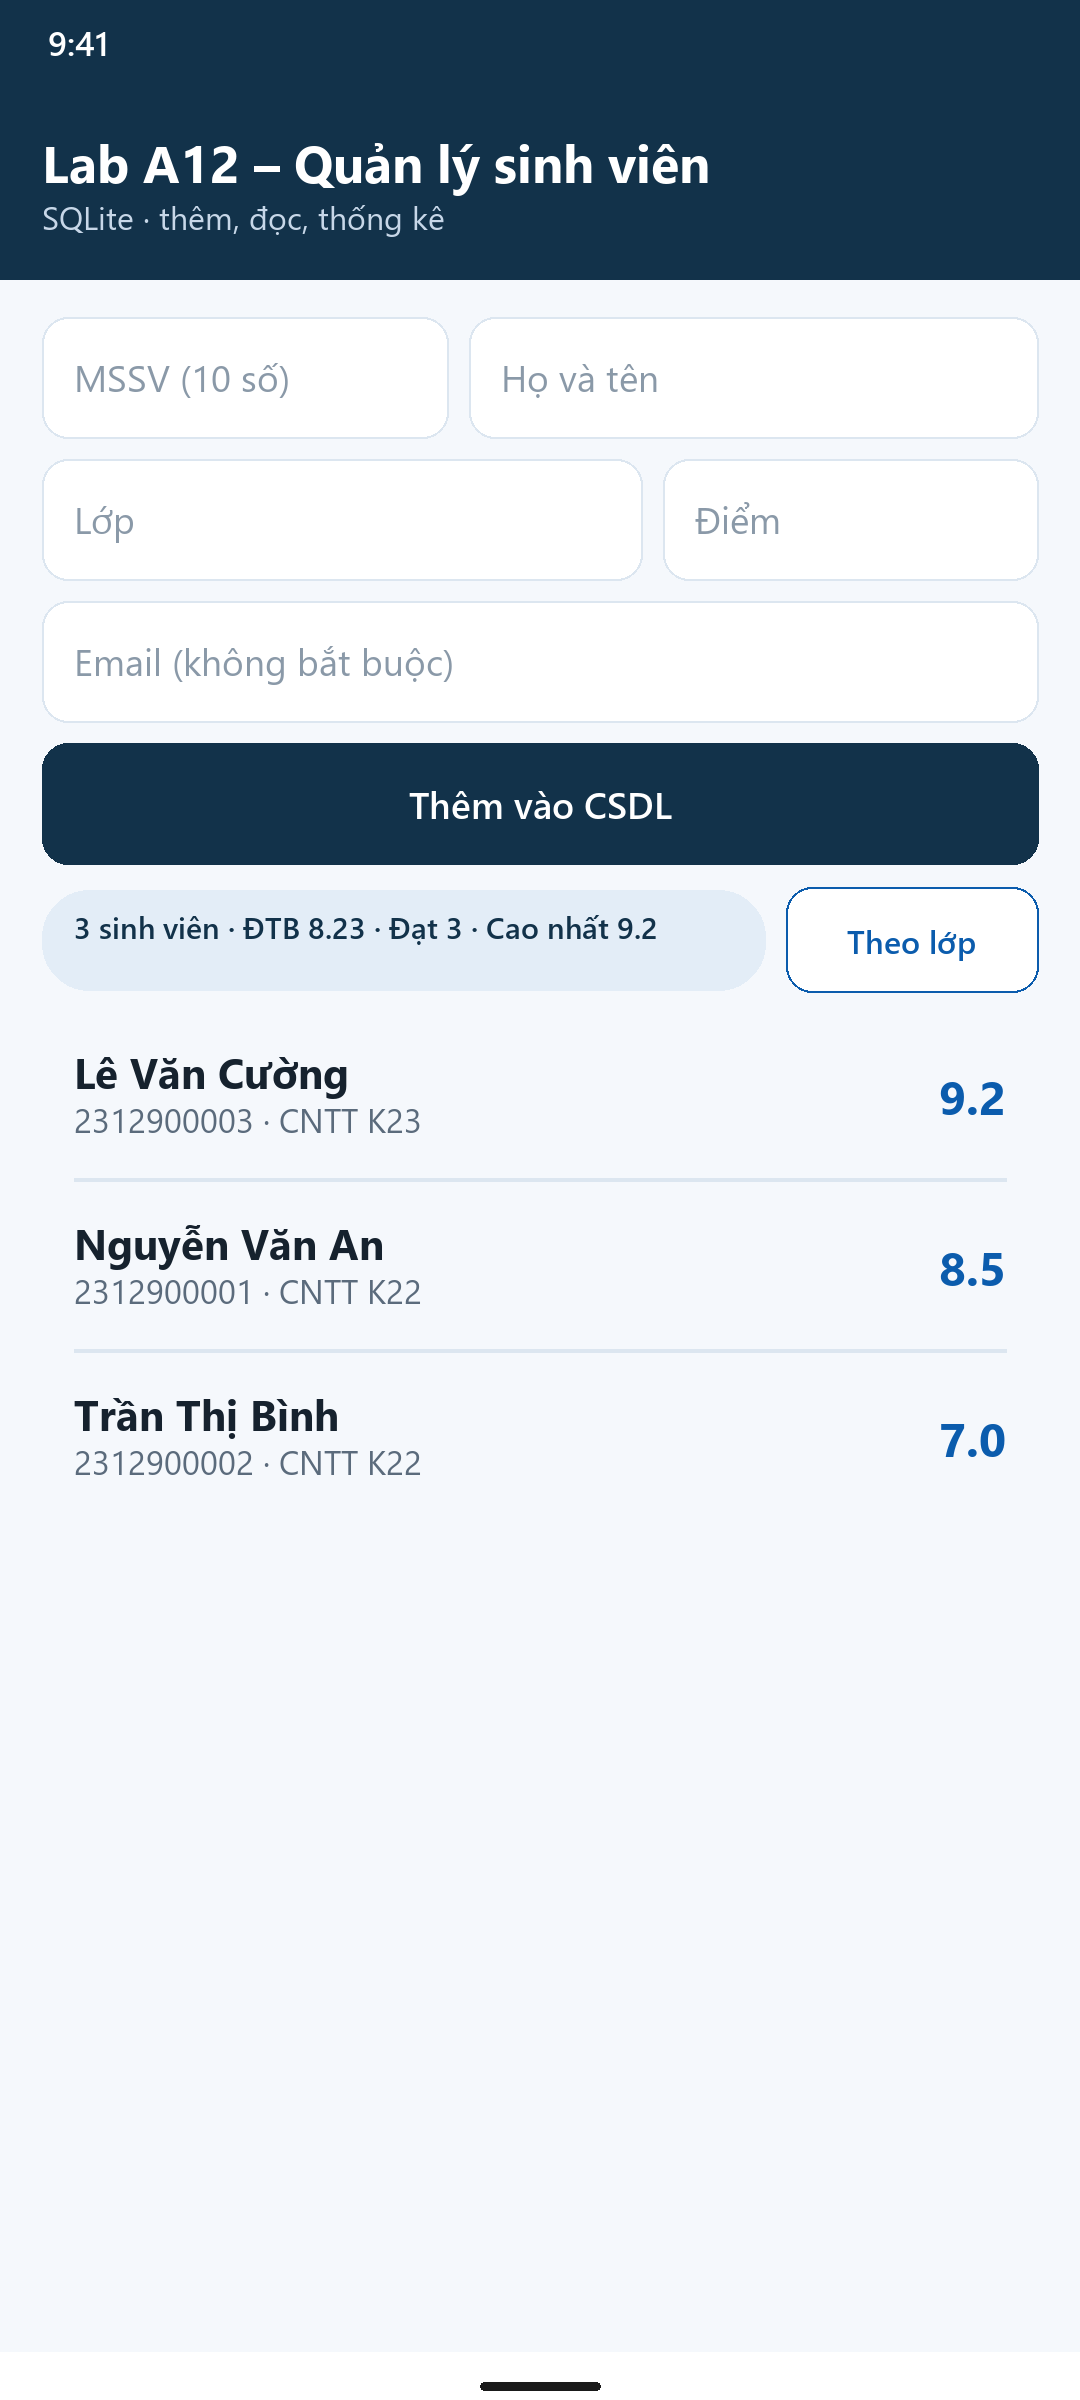 9:41
Lab A12 – Quản lý sinh viên
SQLite · thêm, đọc, thống kê
MSSV (10 số) Họ và tên
Lớp Điểm
Email (không bắt buộc)
Thêm vào CSDL
3 sinh viên · ĐTB 8.23 · Đạt 3 · Cao nhất 9.2 Theo lớp
Lê Văn Cường
2312900003 · CNTT K23
9.2
Nguyễn Văn An
2312900001 · CNTT K22
8.5
Trần Thị Bình
2312900002 · CNTT K22
7.0